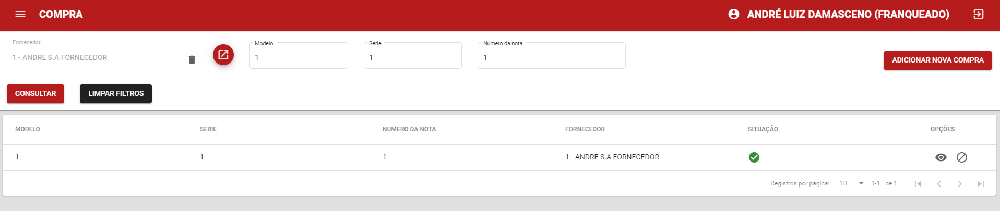 COMPRA
ANDRÉ LUIZ DAMASCENO (FRANQUEADO)
Fornecedor
1 - ANDRE S.A FORNECEDOR
Modelo
1
Série
1
Número da nota
1
ADICIONAR NOVA COMPRA
CONSULTAR
LIMPAR FILTROS
MODELO SERIE NUMERO DA NOTA FORNECEDOR SITUAÇÃO OPÇÕES
1 1 1 1 - ANDRE S.A FORNECEDOR
Registros por página: 10 1-1 de 1